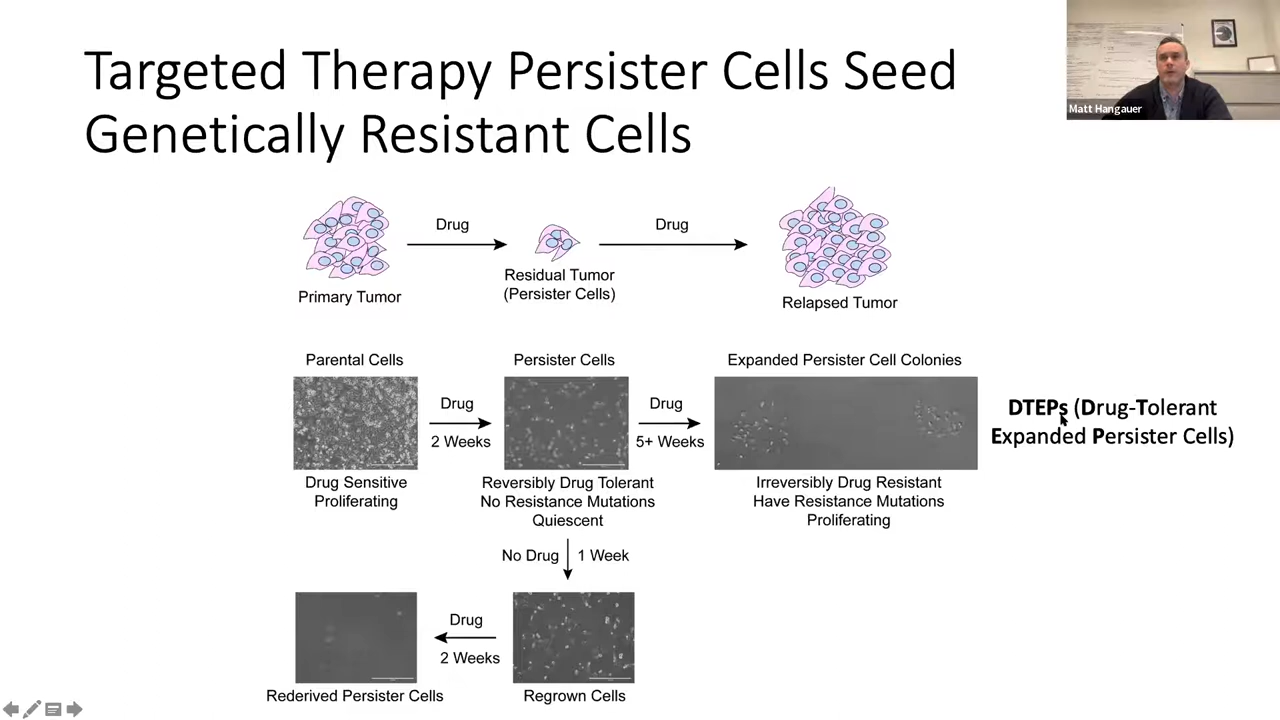 Targeted Therapy Persister Cells Seed
Genetically Resistant Cells
Matt Hangauer
Drug
Drug
Primary Tumor
Residual Tumor
(Persister Cells)
Relapsed Tumor
Parental Cells
Persister Cells
Expanded Persister Cell Colonies
Drug
2 Weeks
Drug
5+ Weeks
DTEPs (Drug-Tolerant
Expanded Persister Cells)
Drug Sensitive
Proliferating
Reversibly Drug Tolerant
No Resistance Mutations
Quiescent
Irreversibly Drug Resistant
Have Resistance Mutations
Proliferating
No Drug
1 Week
Drug
2 Weeks
Rederived Persister Cells
Regrown Cells